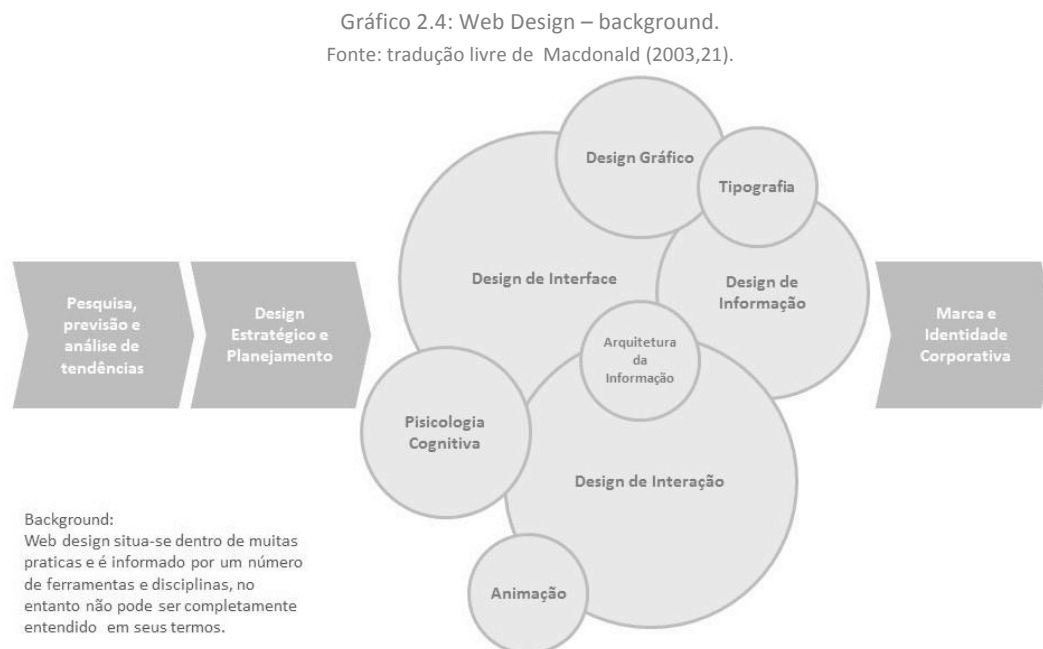 Gráfico 2.4: Web Design – background.
Fonte: tradução livre de Macdonald (2003,21).
Design Gráfico
Tipografia
Design de Interface
Design de
Informação
Pesquisa,
previsão e
análise de
tendências
Design
Estratégico e
Planejamento
Arquitetura
da
Informação
Marca e
Identidade
Corporativa
Pisicologia
Cognitiva
Design de Interação
Animação
Background:
Web design situa-se dentro de muitas
praticas e é informado por um número
de ferramentas e disciplinas, no
entanto não pode ser completamente
entendido em seus termos.